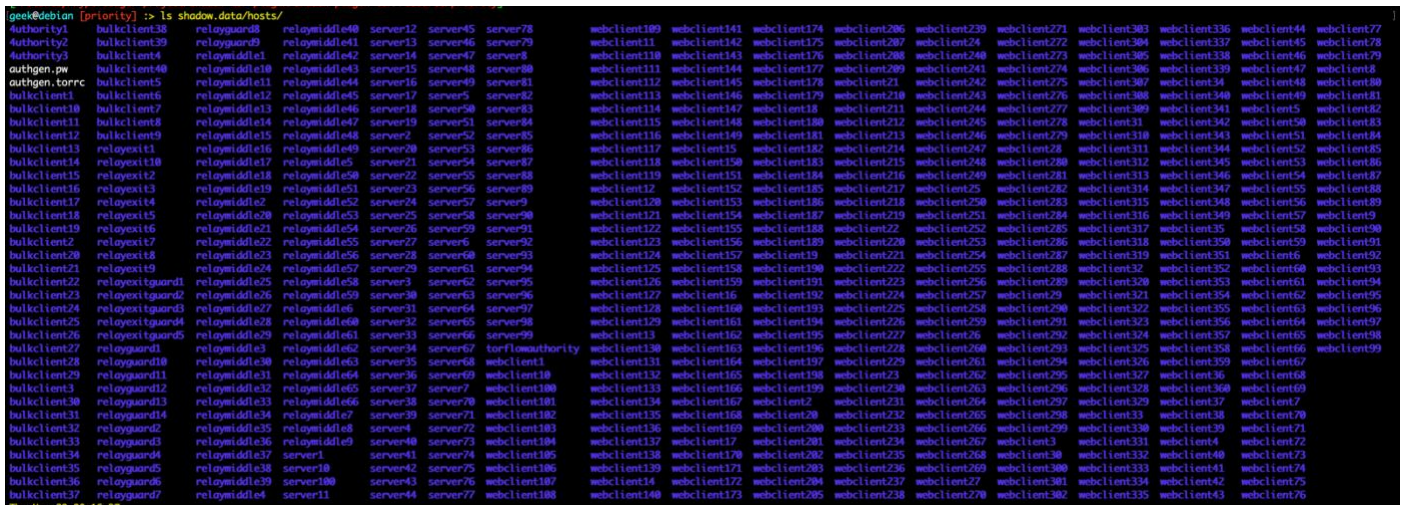 geek@debian [priority] :> ls shadow.data/hosts/
4uthority1 bulkclient38 relayguard8 relaymiddle40 server12 server45 server78 webclient109 webclient141 webclient174 webclient206 webclient239 webclient271 webclient303 webclient336 webclient44 webclient77
4uthority2 bulkclient39 relayguard9 relaymiddle41 server13 server46 server79 webclient11 webclient142 webclient175 webclient207 webclient24 webclient272 webclient304 webclient337 webclient45 webclient78
4uthority3 bulkclient4 relaymiddle1 relaymiddle42 server14 server47 server8 webclient110 webclient143 webclient176 webclient208 webclient240 webclient273 webclient305 webclient338 webclient46 webclient79
authgen.pw bulkclient40 relaymiddle10 relaymiddle43 server15 server48 server80 webclient111 webclient144 webclient177 webclient209 webclient241 webclient274 webclient306 webclient339 webclient47 webclient8
authgen.torrc bulkclient5 relaymiddle11 relaymiddle44 server16 server49 server81 webclient112 webclient145 webclient178 webclient21 webclient242 webclient275 webclient307 webclient34 webclient48 webclient80
bulkclient1 bulkclient6 relaymiddle12 relaymiddle45 server17 server5 server82 webclient113 webclient146 webclient179 webclient210 webclient243 webclient276 webclient308 webclient340 webclient49 webclient81
bulkclient10 bulkclient7 relaymiddle13 relaymiddle46 server18 server50 server83 webclient114 webclient147 webclient18 webclient211 webclient244 webclient277 webclient309 webclient341 webclient5 webclient82
bulkclient11 bulkclient8 relaymiddle14 relaymiddle47 server19 server51 server84 webclient115 webclient148 webclient180 webclient212 webclient245 webclient278 webclient31 webclient342 webclient50 webclient83
bulkclient12 bulkclient9 relaymiddle15 relaymiddle48 server2 server52 server85 webclient116 webclient149 webclient181 webclient213 webclient246 webclient279 webclient310 webclient343 webclient51 webclient84
bulkclient13 relayexit1 relaymiddle16 relaymiddle49 server20 server53 server86 webclient117 webclient15 webclient182 webclient214 webclient247 webclient28 webclient311 webclient344 webclient52 webclient85
bulkclient14 relayexit10 relaymiddle17 relaymiddle5 server21 server54 server87 webclient118 webclient150 webclient183 webclient215 webclient248 webclient280 webclient312 webclient345 webclient53 webclient86
bulkclient15 relayexit2 relaymiddle18 relaymiddle50 server22 server55 server88 webclient119 webclient151 webclient184 webclient216 webclient249 webclient281 webclient313 webclient346 webclient54 webclient87
bulkclient16 relayexit3 relaymiddle19 relaymiddle51 server23 server56 server89 webclient12 webclient152 webclient185 webclient217 webclient25 webclient282 webclient314 webclient347 webclient55 webclient88
bulkclient17 relayexit4 relaymiddle2 relaymiddle52 server24 server57 server9 webclient120 webclient153 webclient186 webclient218 webclient250 webclient283 webclient315 webclient348 webclient56 webclient89
bulkclient18 relayexit5 relaymiddle20 relaymiddle53 server25 server58 server90 webclient121 webclient154 webclient187 webclient219 webclient251 webclient284 webclient316 webclient349 webclient57 webclient9
bulkclient19 relayexit6 relaymiddle21 relaymiddle54 server26 server59 server91 webclient122 webclient155 webclient188 webclient22 webclient252 webclient285 webclient317 webclient35 webclient58 webclient90
bulkclient2 relayexit7 relaymiddle22 relaymiddle55 server27 server6 server92 webclient123 webclient156 webclient189 webclient220 webclient253 webclient286 webclient318 webclient350 webclient59 webclient91
bulkclient20 relayexit8 relaymiddle23 relaymiddle56 server28 server60 server93 webclient124 webclient157 webclient19 webclient221 webclient254 webclient287 webclient319 webclient351 webclient6 webclient92
bulkclient21 relayexit9 relaymiddle24 relaymiddle57 server29 server61 server94 webclient125 webclient158 webclient190 webclient222 webclient255 webclient288 webclient32 webclient352 webclient60 webclient93
bulkclient22 relayexitguard1 relaymiddle25 relaymiddle58 server3 server62 server95 webclient126 webclient159 webclient191 webclient223 webclient256 webclient289 webclient320 webclient353 webclient61 webclient94
bulkclient23 relayexitguard2 relaymiddle26 relaymiddle59 server30 server63 server96 webclient127 webclient16 webclient192 webclient224 webclient257 webclient29 webclient321 webclient354 webclient62 webclient95
bulkclient24 relayexitguard3 relaymiddle27 relaymiddle6 server31 server64 server97 webclient128 webclient160 webclient193 webclient225 webclient258 webclient290 webclient322 webclient355 webclient63 webclient96
bulkclient25 relayexitguard4 relaymiddle28 relaymiddle60 server32 server65 server98 webclient129 webclient161 webclient194 webclient226 webclient259 webclient291 webclient323 webclient356 webclient64 webclient97
bulkclient26 relayexitguard5 relaymiddle29 relaymiddle61 server33 server66 server99 webclient13 webclient162 webclient195 webclient227 webclient26 webclient292 webclient324 webclient357 webclient65 webclient98
bulkclient27 relayguard1 relaymiddle3 relaymiddle62 server34 server67 torflowauthority webclient130 webclient163 webclient196 webclient228 webclient260 webclient293 webclient325 webclient358 webclient66 webclient99
bulkclient28 relayguard10 relaymiddle30 relaymiddle63 server35 server68 webclient1 webclient131 webclient164 webclient197 webclient229 webclient261 webclient294 webclient326 webclient359 webclient67
bulkclient29 relayguard11 relaymiddle31 relaymiddle64 server36 server69 webclient10 webclient132 webclient165 webclient198 webclient23 webclient262 webclient295 webclient327 webclient36 webclient68
bulkclient3 relayguard12 relaymiddle32 relaymiddle65 server37 server7 webclient100 webclient133 webclient166 webclient199 webclient230 webclient263 webclient296 webclient328 webclient360 webclient69
bulkclient30 relayguard13 relaymiddle33 relaymiddle66 server38 server70 webclient101 webclient134 webclient167 webclient2 webclient231 webclient264 webclient297 webclient329 webclient37 webclient7
bulkclient31 relayguard14 relaymiddle34 relaymiddle7 server39 server71 webclient102 webclient135 webclient168 webclient20 webclient232 webclient265 webclient298 webclient33 webclient38 webclient70
bulkclient32 relayguard2 relaymiddle35 relaymiddle8 server4 server72 webclient103 webclient136 webclient169 webclient200 webclient233 webclient266 webclient299 webclient330 webclient39 webclient71
bulkclient33 relayguard3 relaymiddle36 relaymiddle9 server40 server73 webclient104 webclient137 webclient17 webclient201 webclient234 webclient267 webclient3 webclient331 webclient4 webclient72
bulkclient34 relayguard4 relaymiddle37 server1 server41 server74 webclient105 webclient138 webclient170 webclient202 webclient235 webclient268 webclient30 webclient332 webclient40 webclient73
bulkclient35 relayguard5 relaymiddle38 server10 server42 server75 webclient106 webclient139 webclient171 webclient203 webclient236 webclient269 webclient300 webclient333 webclient41 webclient74
bulkclient36 relayguard6 relaymiddle39 server100 server43 server76 webclient107 webclient14 webclient172 webclient204 webclient237 webclient27 webclient301 webclient334 webclient42 webclient75
bulkclient37 relayguard7 relaymiddle4 server11 server44 server77 webclient108 webclient140 webclient173 webclient205 webclient238 webclient270 webclient302 webclient335 webclient43 webclient76